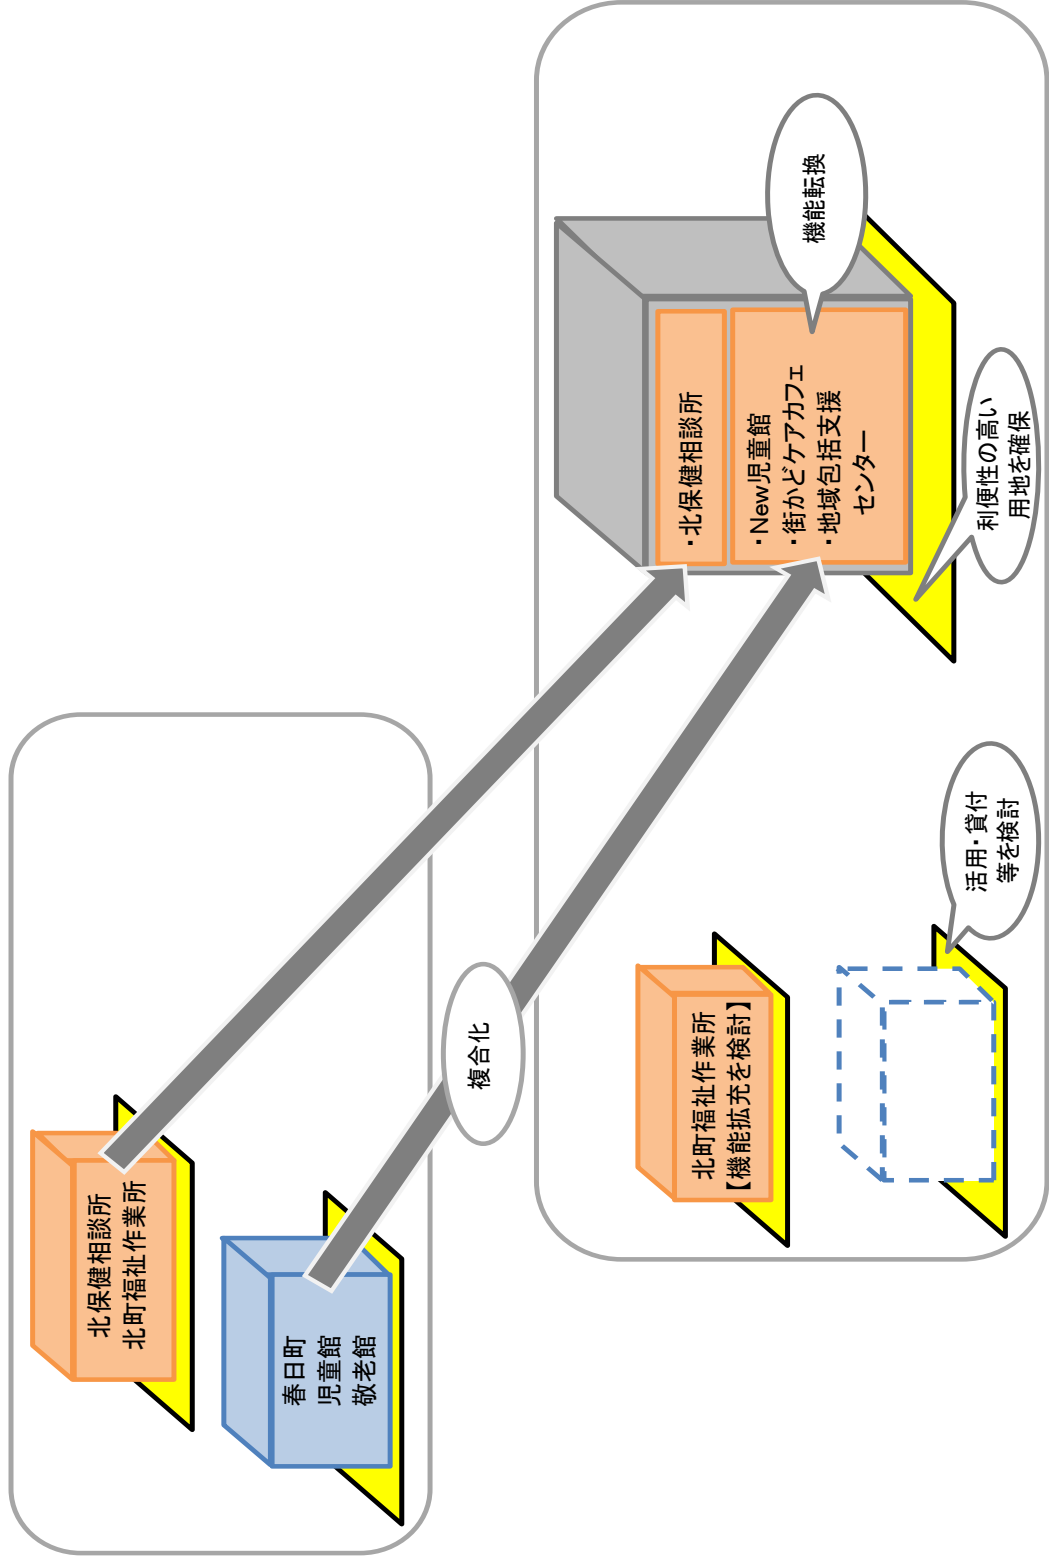 北保健相談所
北町福祉作業所
春日町
児童館
敬老館
複合化
・北保健相談所
・New児童館
・街かどケアカフェ
・地域包括支援
センター
機能転換
利便性の高い
用地を確保
北町福祉作業所
【機能拡充を検討】
活用・貸付
等を検討